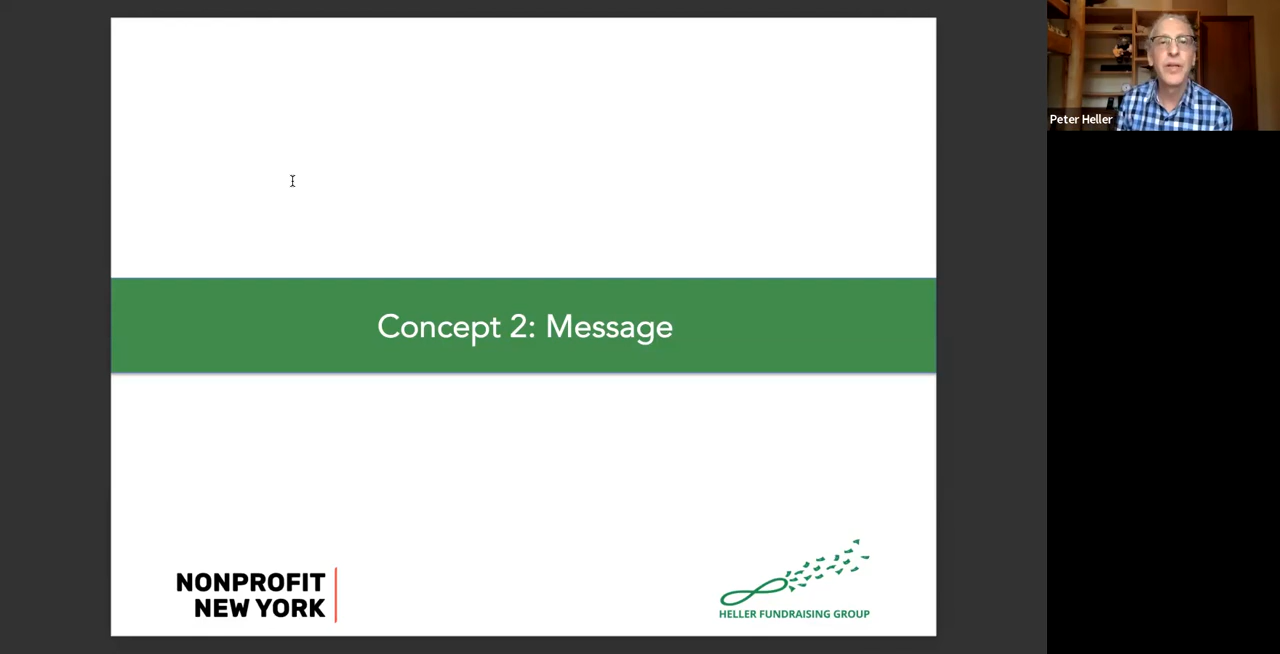 Peter Heller
Concept 2: Message
NONPROFIT
NEW YORK
HELLER FUNDRAISING GROUP